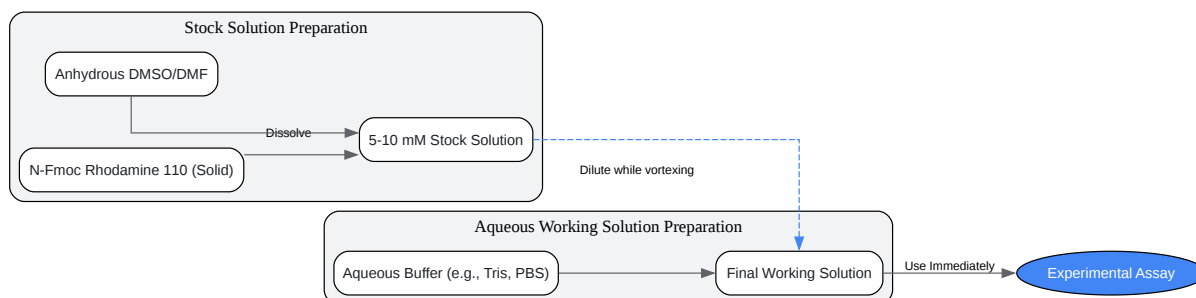 Stock Solution Preparation
Anhydrous DMSO/DMF
Dissolve
5-10 mM Stock Solution
N-Fmoc Rhodamine 110 (Solid)
Dilute while vortexing
Aqueous Working Solution Preparation
Aqueous Buffer (e.g., Tris, PBS)
Final Working Solution
Use Immediately
Experimental Assay